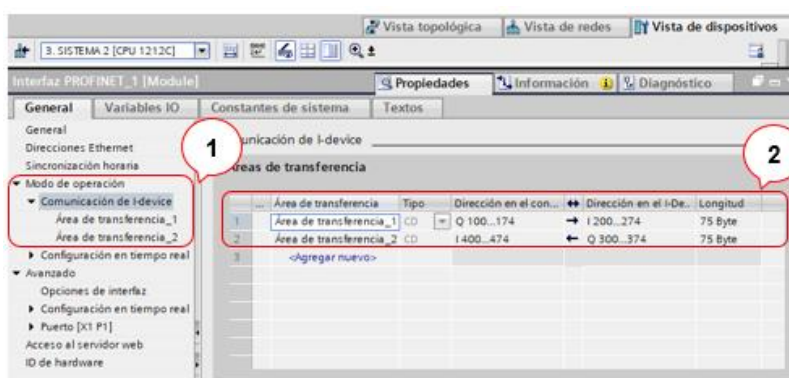 Vista topológica Vista de redes Vista de dispositivos
3. SISTEMA 2 [CPU 1212C]
Interfaz PROFINET_1 [Module] Propiedades Información Diagnóstico
General Variables IO Constantes de sistema Textos
General
Direcciones Ethernet
Sincronización horaria
Modo de operación
Comunicación de I-device
Área de transferencia_1
Área de transferencia_2
Configuración en tiempo real
Avanzado
Opciones de interfaz
Configuración en tiempo real
Puerto [X1 P1]
Acceso al servidor web
ID de hardware
1
unicación de I-device
reas de transferencia
2
... Área de transferencia Tipo Dirección en el con... Dirección en el I-De.. Longitud
1 Área de transferencia_1 CD Q 100...174 → I 200...274 75 Byte
2 Área de transferencia_2 CD I 400...474 ← Q 300...374 75 Byte
3 <Agregar nuevo>